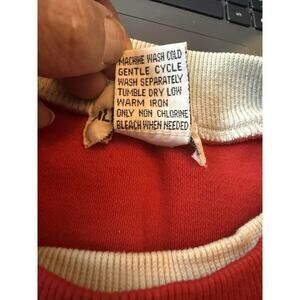 MACHINE WASH COLD
GENTLE CYCLE
WASH SEPARATELY
TUMBLE DRY LOW
WARM IRON
ONLY NON CHLORINE
BLEACH WHEN NEEDED